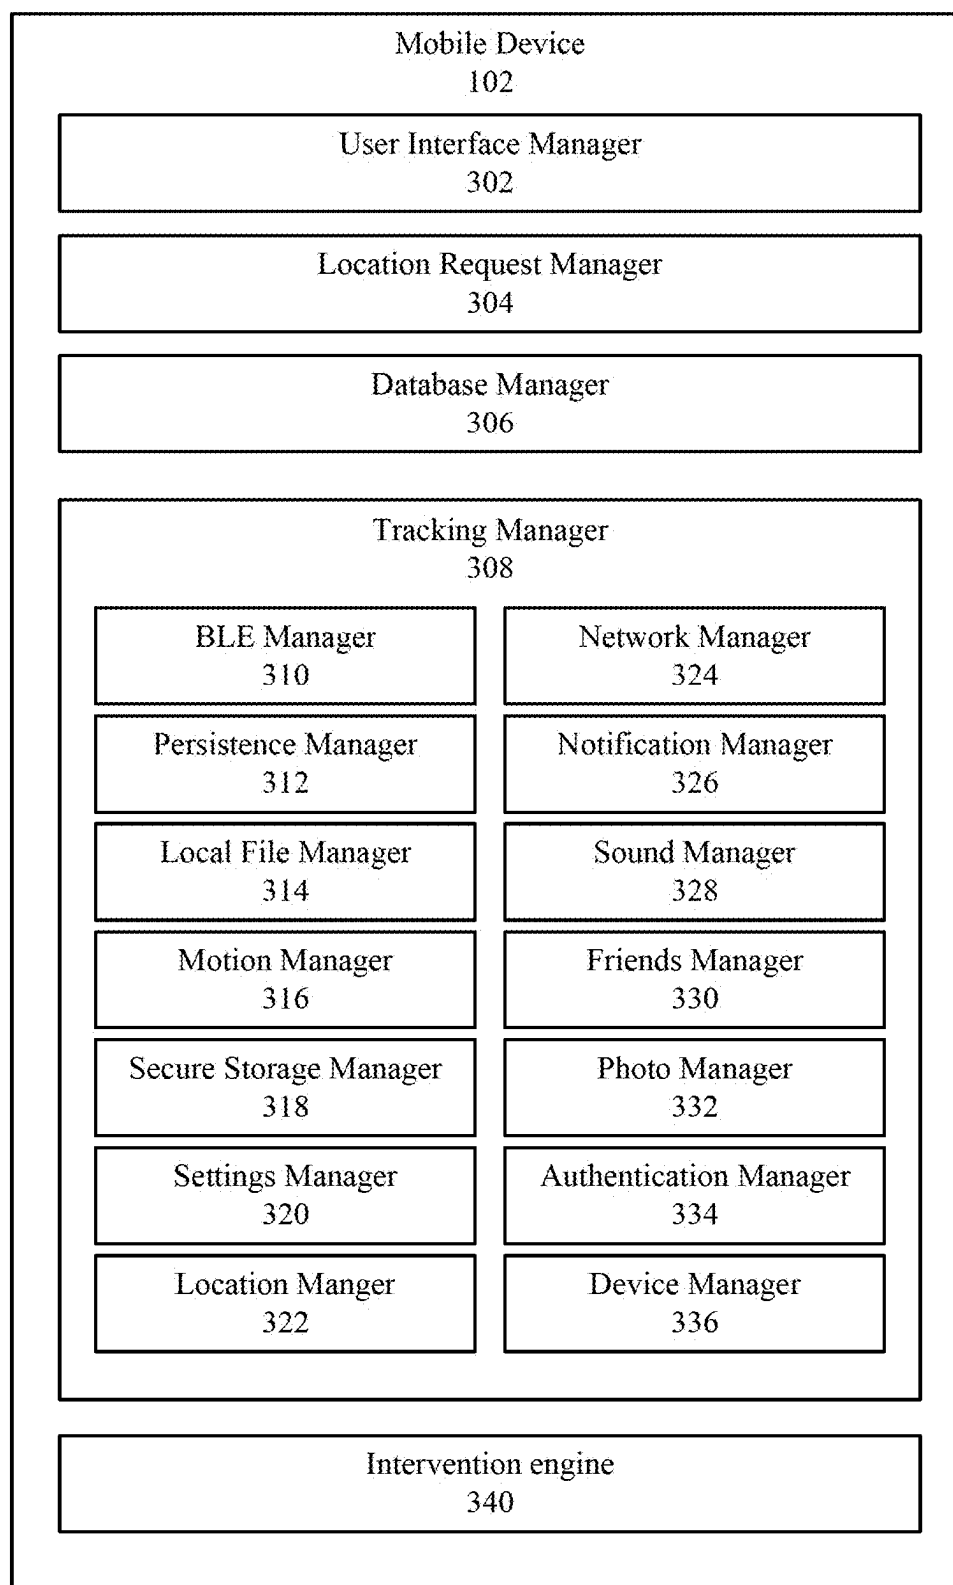 Mobile Device
102
User Interface Manager
302
Location Request Manager
304
Database Manager
306
Tracking Manager
308
BLE Manager
310
Network Manager
324
Persistence Manager
312
Notification Manager
326
Local File Manager
314
Sound Manager
328
Motion Manager
316
Friends Manager
330
Secure Storage Manager
318
Photo Manager
332
Settings Manager
320
Authentication Manager
334
Location Manger
322
Device Manager
336
Intervention engine
340